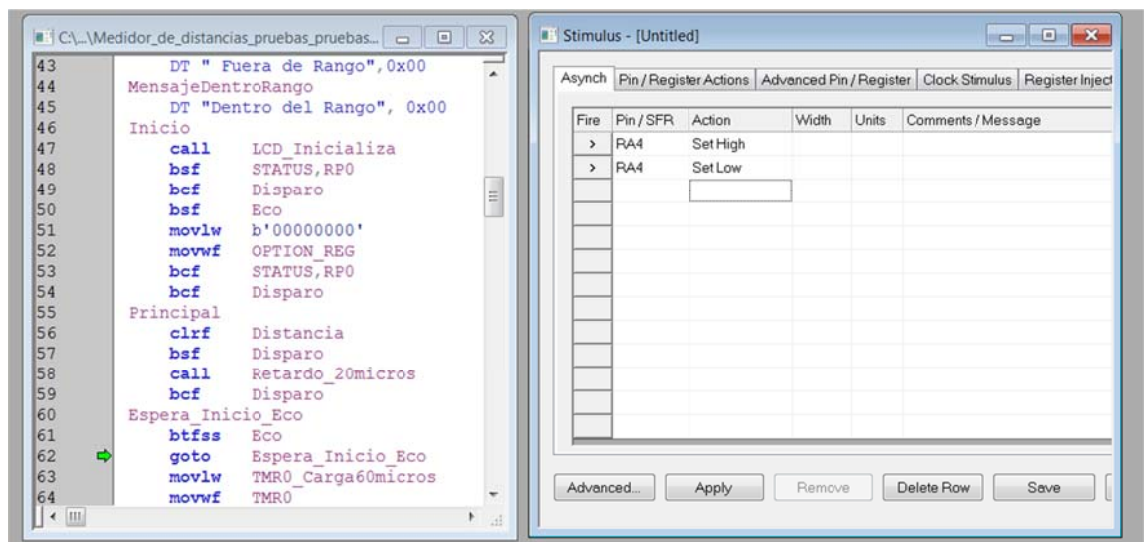 C:\...\Medidor_de_distancias_pruebas_pruebas...
43 DT " Fuera de Rango",0x00
44 MensajeDentroRango
45 DT "Dentro del Rango", 0x00
46 Inicio
47 call LCD_Inicializa
48 bsf STATUS,RP0
49 bcf Disparo
50 bsf Eco
51 movlw b'00000000'
52 movwf OPTION_REG
53 bcf STATUS,RP0
54 bcf Disparo
55 Principal
56 clrf Distancia
57 bsf Disparo
58 call Retardo_20micros
59 bcf Disparo
60 Espera_Inicio_Eco
61 btfss Eco
62 goto Espera_Inicio_Eco
63 movlw TMR0_Carga60micros
64 movwf TMR0
Stimulus - [Untitled]
Asynch Pin / Register Actions Advanced Pin / Register Clock Stimulus Register Inject
Fire Pin / SFR Action Width Units Comments / Message
> RA4 Set High
> RA4 Set Low
Advanced... Apply Remove Delete Row Save